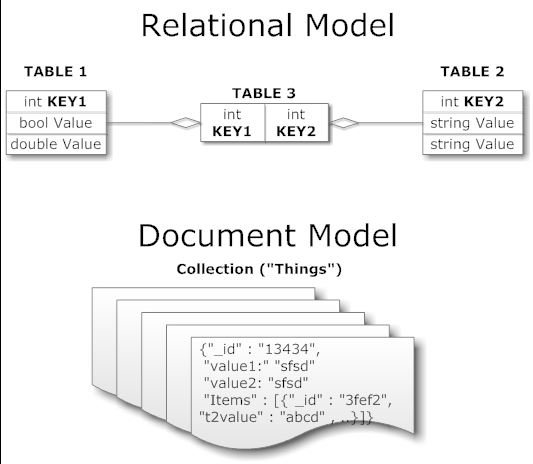 Relational Model
TABLE 1
int KEY1
bool Value
double Value
TABLE 3
int KEY1
int KEY2
TABLE 2
int KEY2
string Value
string Value
Document Model
Collection ("Things")
{"_id" : "13434",
"value1:" "sfsd"
"value2: "sfsd"
"Items" : [{"_id" : "3fef2",
"t2value" : "abcd" , ..}]}